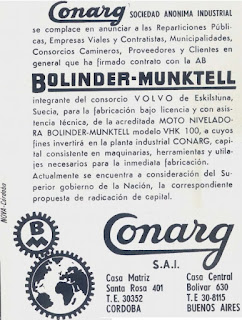 Conarg SOCIEDAD ANONIMA INDUSTRIAL
se complace en anunciar a las Reparticiones Públi-
cas, Empresas Viales y Contratistas, Municipalidades,
Consorcios Camineros, Proveedores y Clientes en
general que ha firmado contrato con la AB
BOLINDER-MUNKTELL
integrante del consorcio VOLVO de Eskilstuna,
Suecia, para la fabricación bajo licencia y con asis-
tencia técnica, de la acreditada MOTO NIVELADO-
RA BOLINDER-MUNKTELL modelo VHK 100, a cuyos
fines invertirá en la planta industrial CONARG, capi-
tal consistente en maquinarias, herramientas y utila-
jes necesarios para la inmediata fabricación.
Actualmente se encuentra a consideración del Su-
perior gobierno de la Nación, la correspondiente
propuesta de radicación de capital.
BM
Conarg
S.A.I.
Casa Matriz
Santa Rosa 401
T.E. 30352
CORDOBA
Casa Central
Bolívar 630
T.E 30-8115
BUENOS AIRES